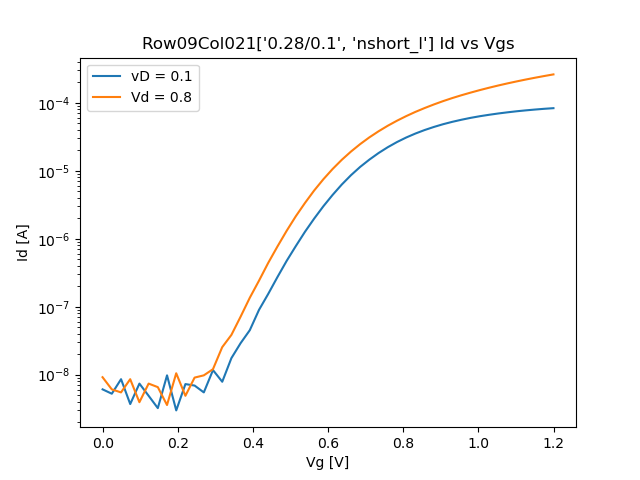 Row09Col021['0.28/0.1', 'nshort_l'] Id vs Vgs
vD = 0.1
Vd = 0.8
Id [A]
10⁻⁴
10⁻⁵
10⁻⁶
10⁻⁷
10⁻⁸
0.0 0.2 0.4 0.6 0.8 1.0 1.2
Vg [V]